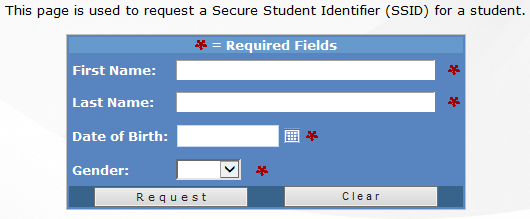 This page is used to request a Secure Student Identifier (SSID) for a student.
* = Required Fields
First Name: *
Last Name: *
Date of Birth: *
Gender: *
Request Clear